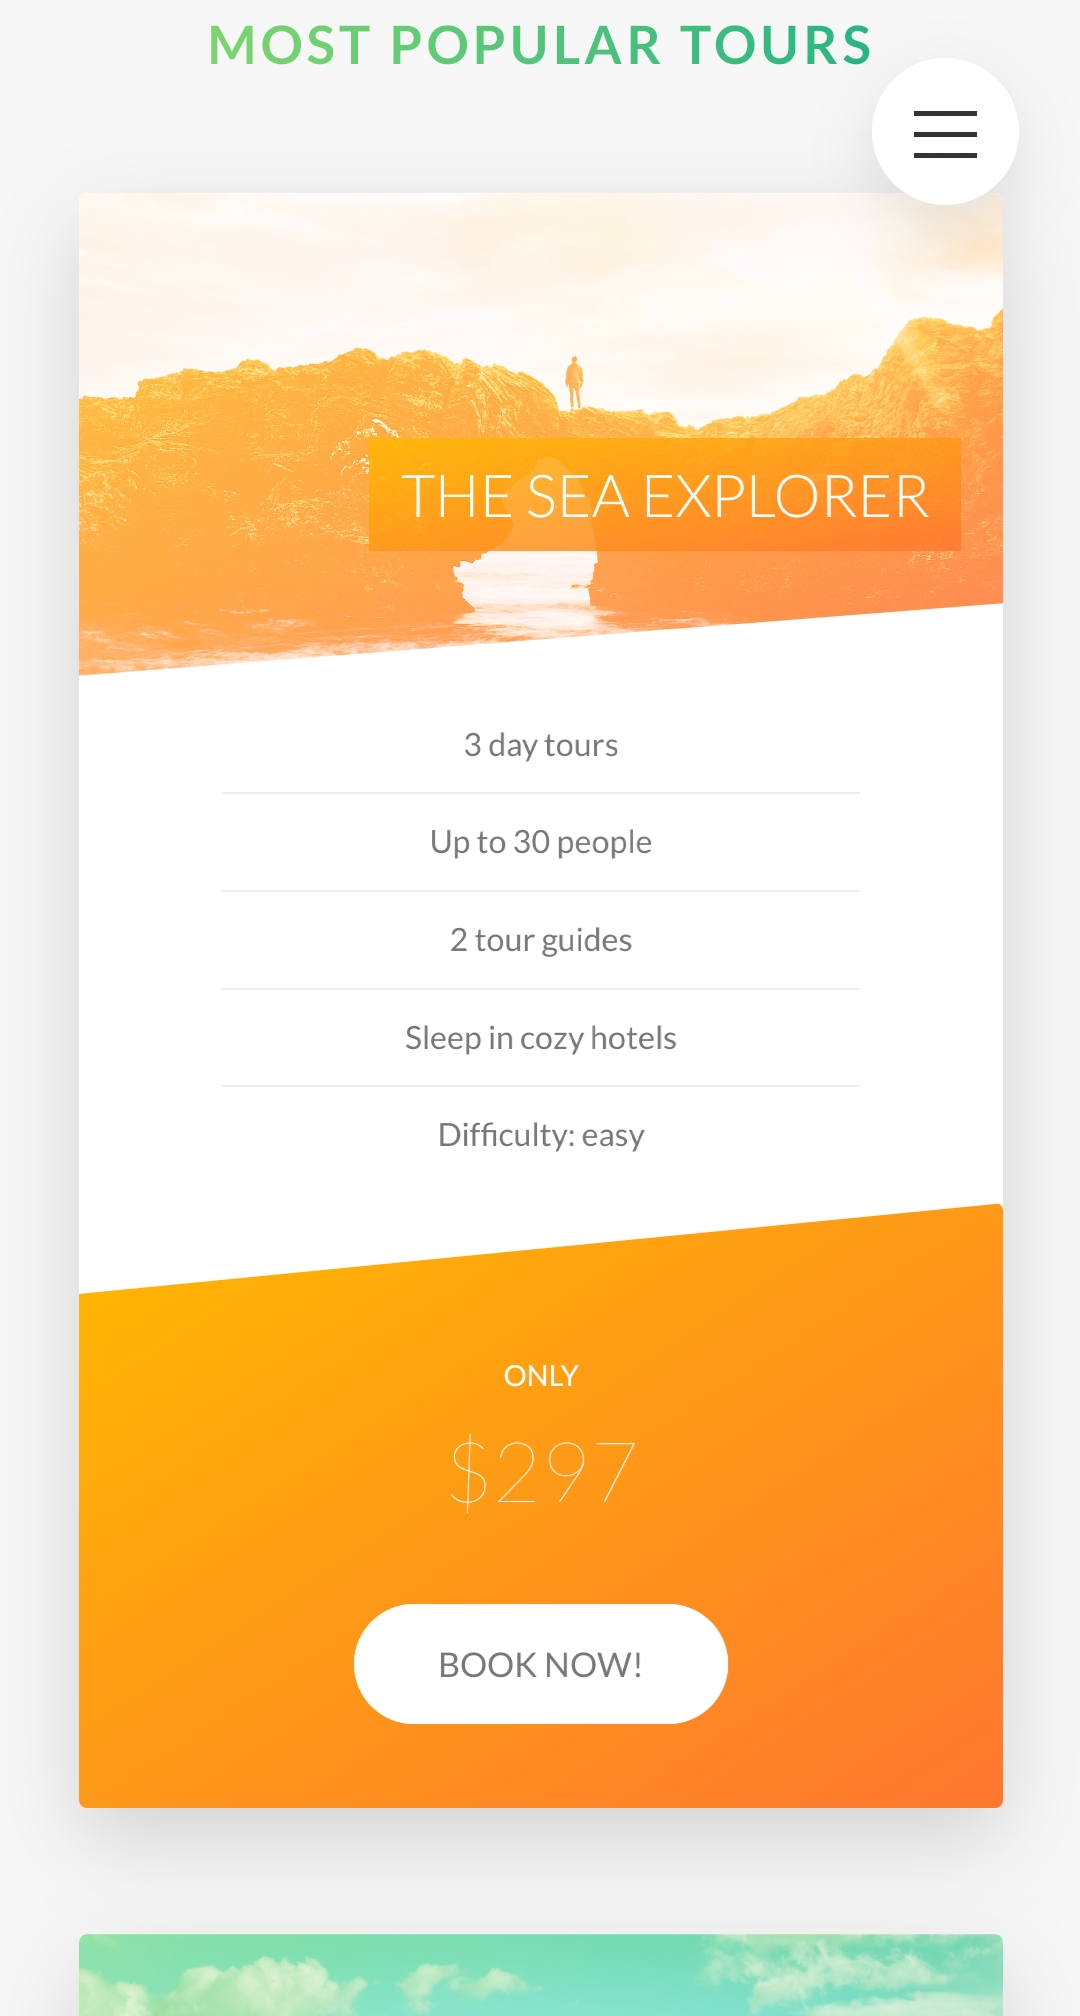 MOST POPULAR TOURS
THE SEA EXPLORER
3 day tours
Up to 30 people
2 tour guides
Sleep in cozy hotels
Difficulty: easy
ONLY
$297
BOOK NOW!